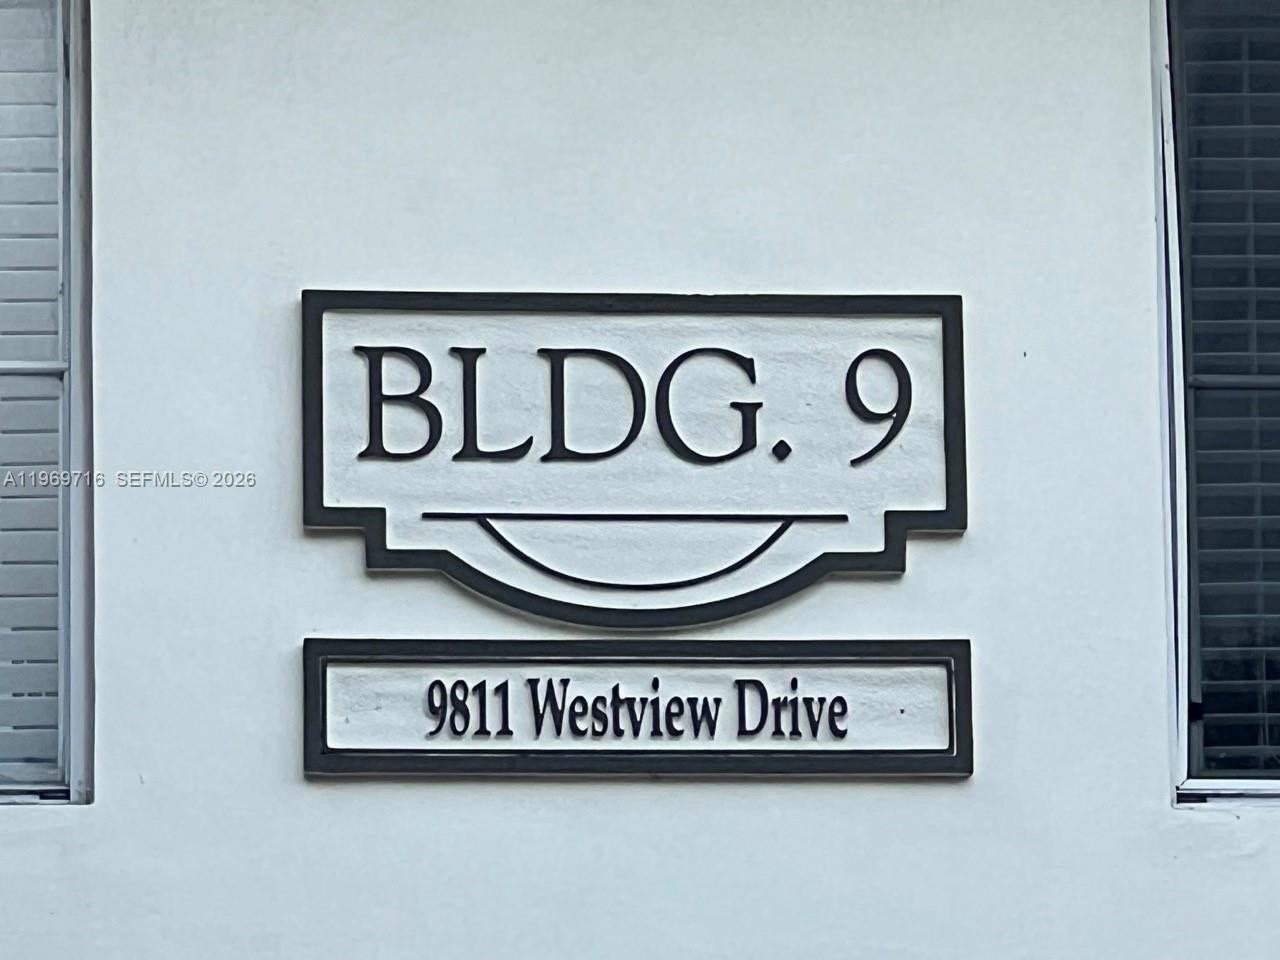 BLDG. 9
A11969716 SEFMLS© 2026
9811 Westview Drive